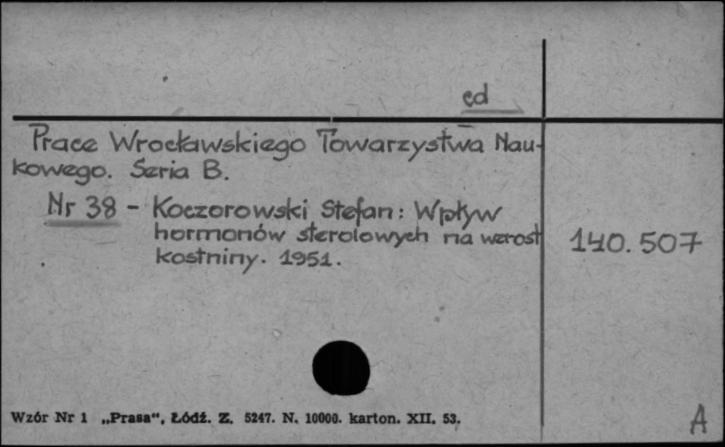 cd
Prace Wrocławskiego Towarzystwa Nau-
kowego. Seria B.
Nr 38 - Koczorowski Stefan: Wpływ
hormonów sterolowych na wzrost
kostniny. 1951.
140.507
Wzór Nr 1 „Prasa“, Łódź. Z. 5247. N. 10000. karton. XII. 53.
A